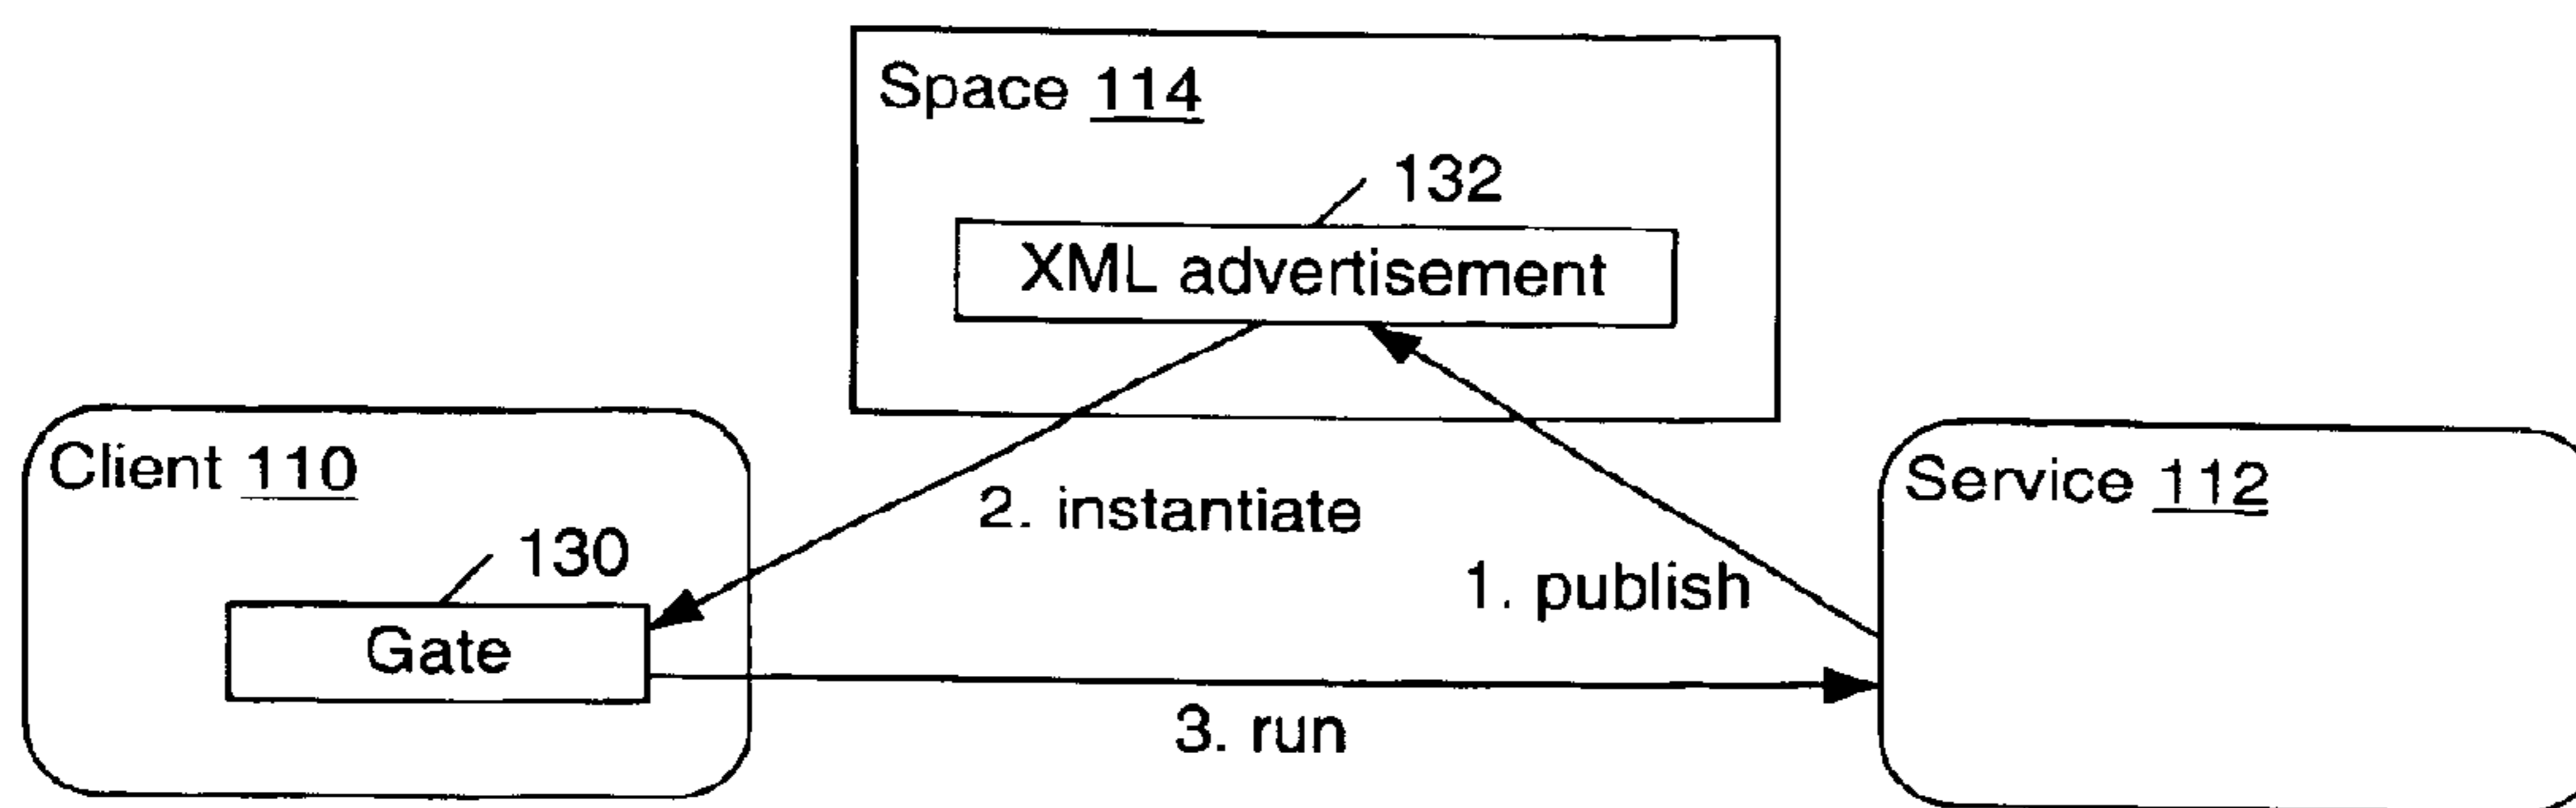 Space 114
132
XML advertisement
Client 110
2. instantiate
Service 112
130
1. publish
Gate
3. run